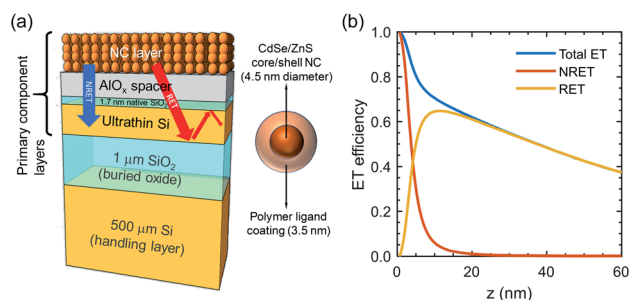 (a)
Primary component
layers
NC layer
NRET
RET
AlOx spacer
1.7 nm native SiO2
Ultrathin Si
1 μm SiO2
(buried oxide)
500 μm Si
(handling layer)
CdSe/ZnS
core/shell NC
(4.5 nm diameter)
Polymer ligand
coating (3.5 nm)
(b)
ET efficiency
1.0
0.8
0.6
0.4
0.2
0.0
Total ET
NRET
RET
0
20
40
60
z (nm)